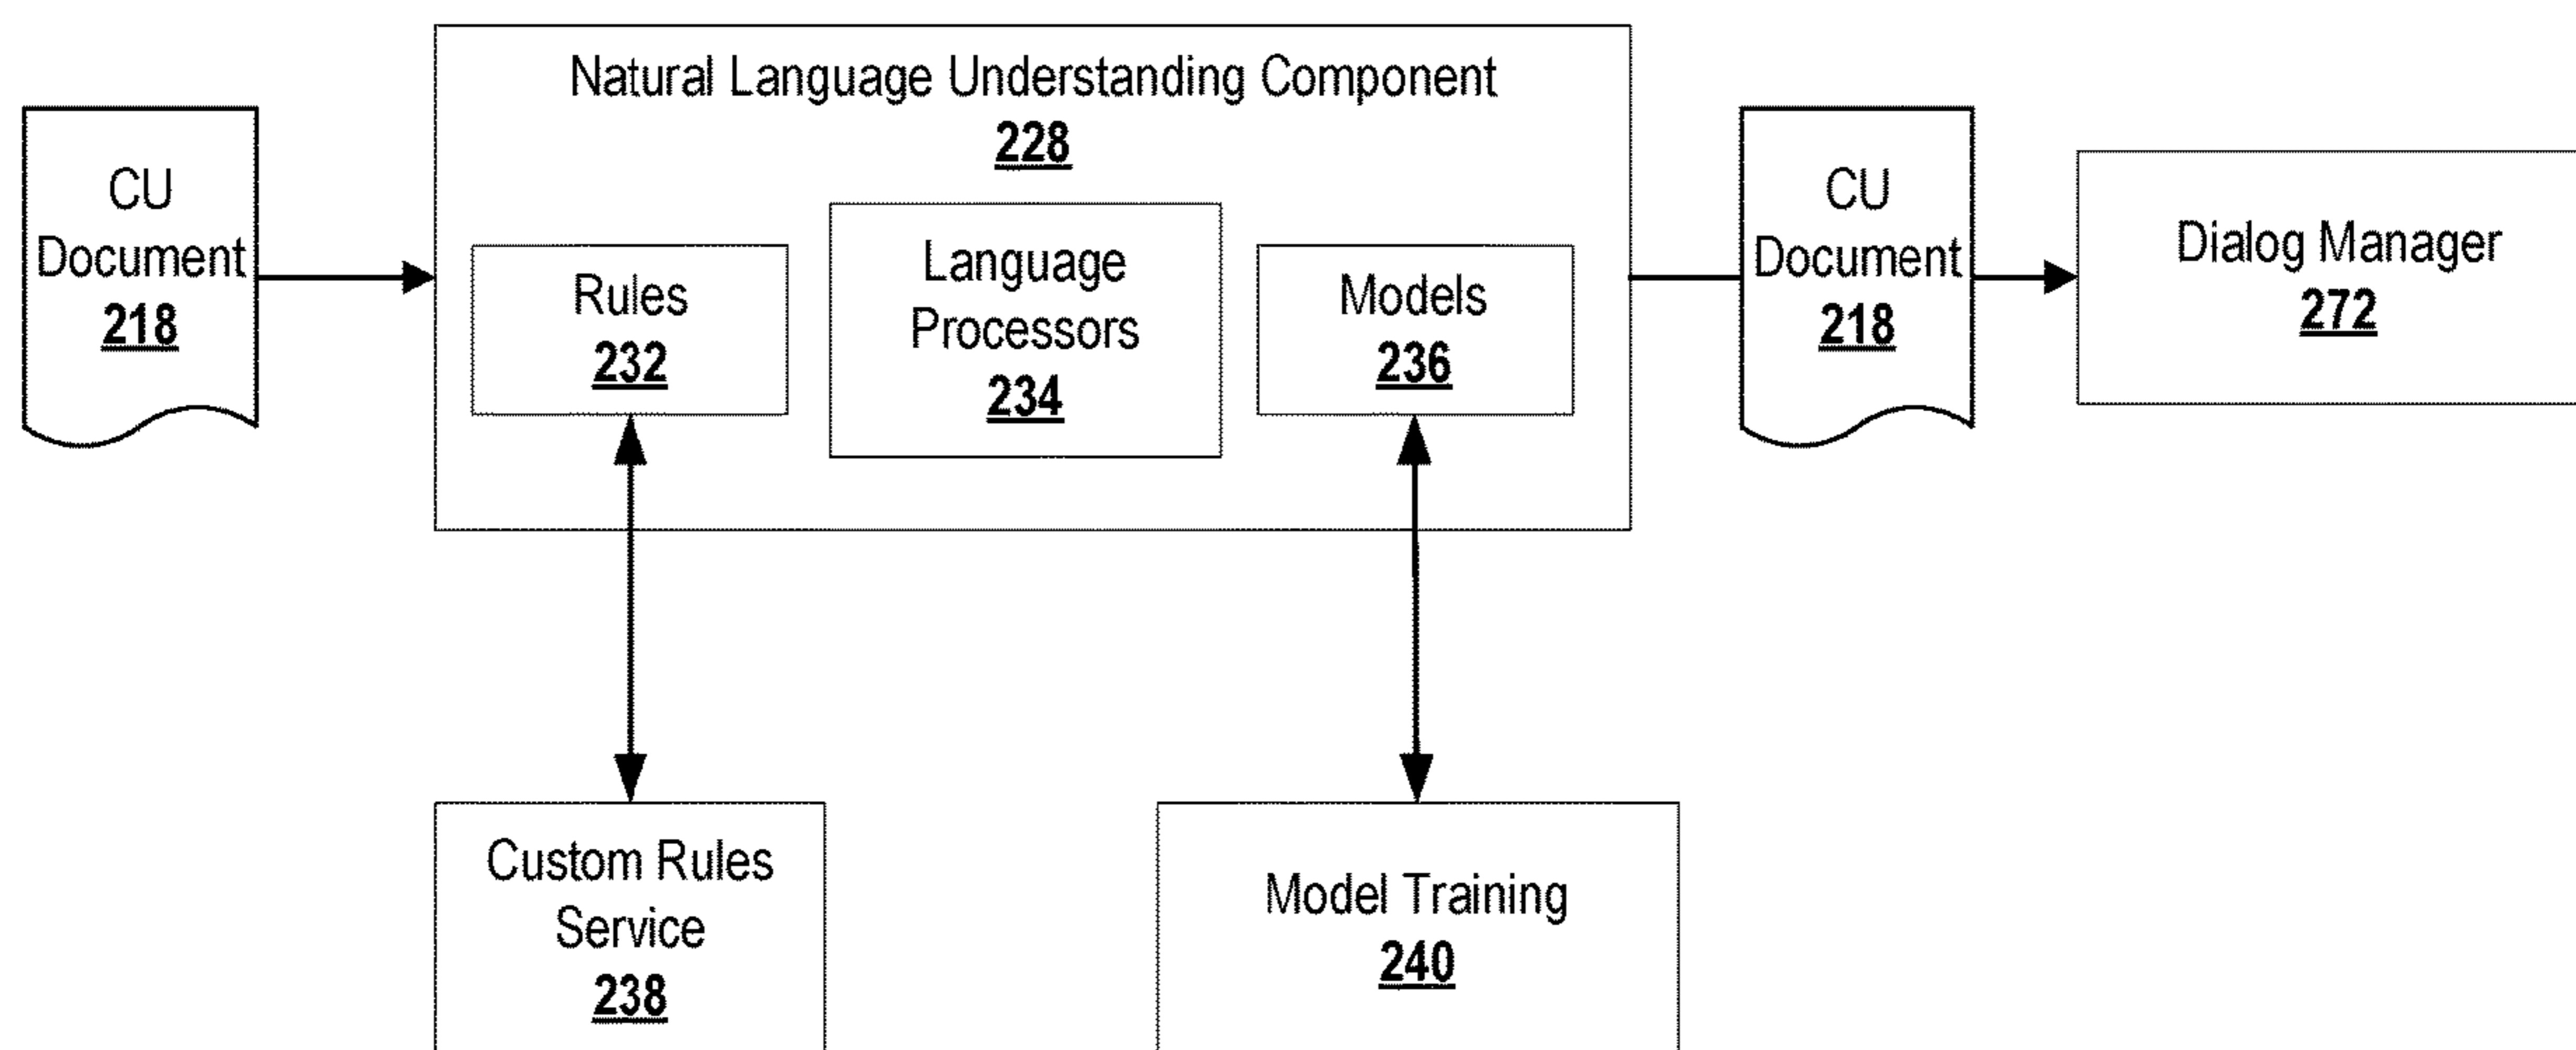 Natural Language Understanding Component
228
CU
Document
218
Rules
232
Language
Processors
234
Models
236
CU
Document
218
Dialog Manager
272
Custom Rules
Service
238
Model Training
240